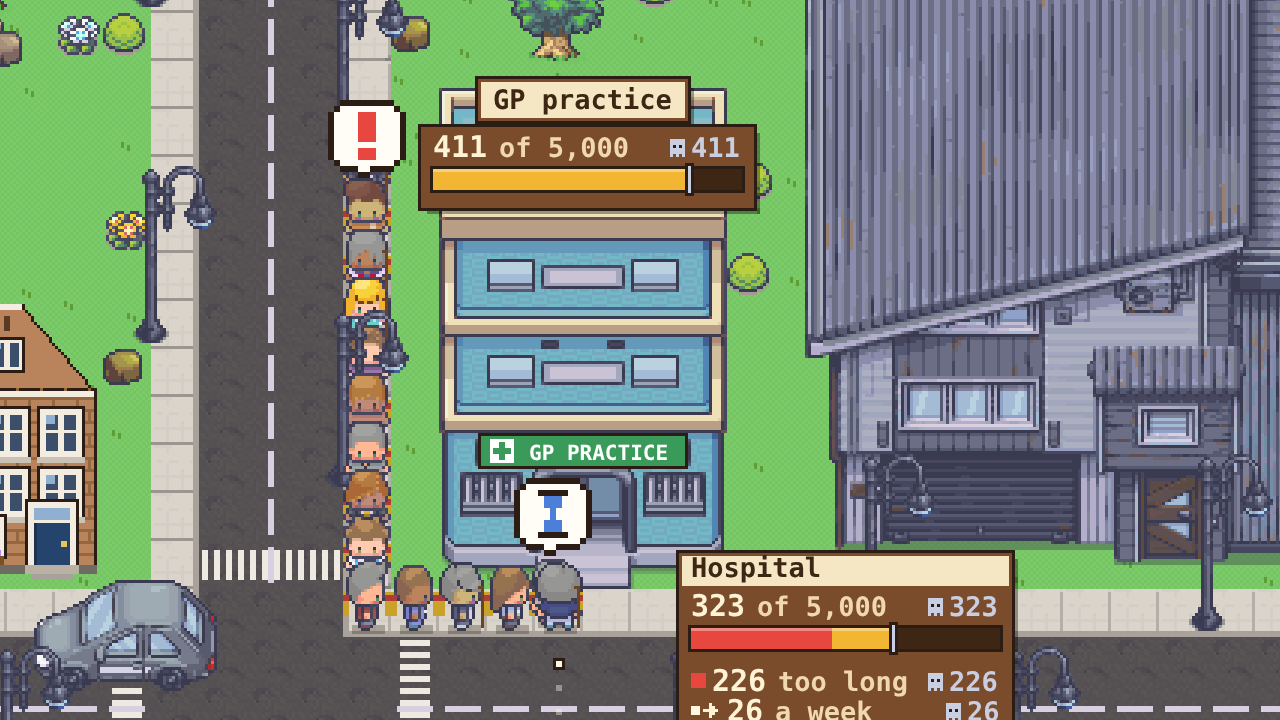 GP practice
411 of 5,000 411
!
GP PRACTICE
I
Hospital
323 of 5,000 323
226 too long 226
26 a week 26